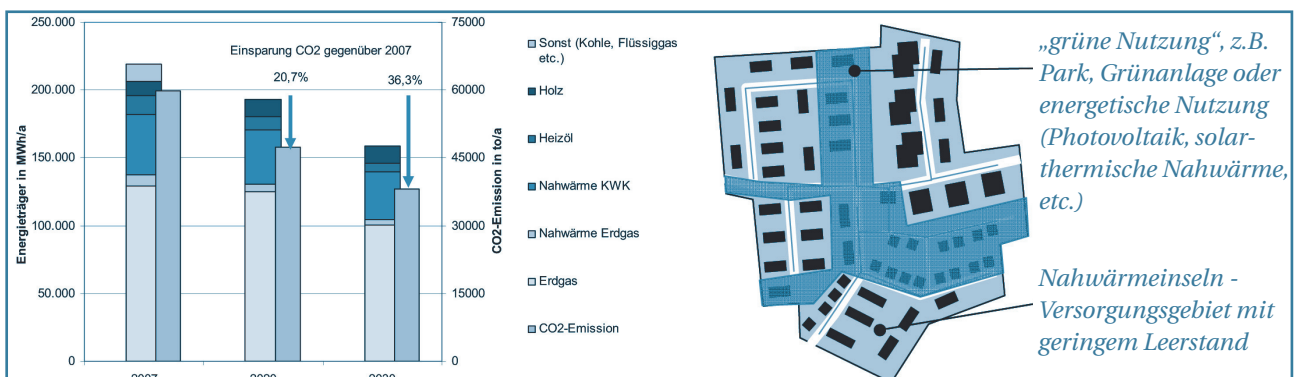 250.000
200.000
150.000
100.000
50.000
0
Energieträger in MWh/a
Einsparung CO2 gegenüber 2007
20,7%
36,3%
75000
60000
45000
30000
15000
0
CO2-Emission in to/a
2007
Sonst (Kohle, Flüssiggas
etc.)
Holz
Heizöl
Nahwärme KWK
Nahwärme Erdgas
Erdgas
CO2-Emission
„grüne Nutzung“, z.B.
Park, Grünanlage oder
energetische Nutzung
(Photovoltaik, solar-
thermische Nahwärme,
etc.)
Nahwärmeinseln -
Versorgungsgebiet mit
geringem Leerstand